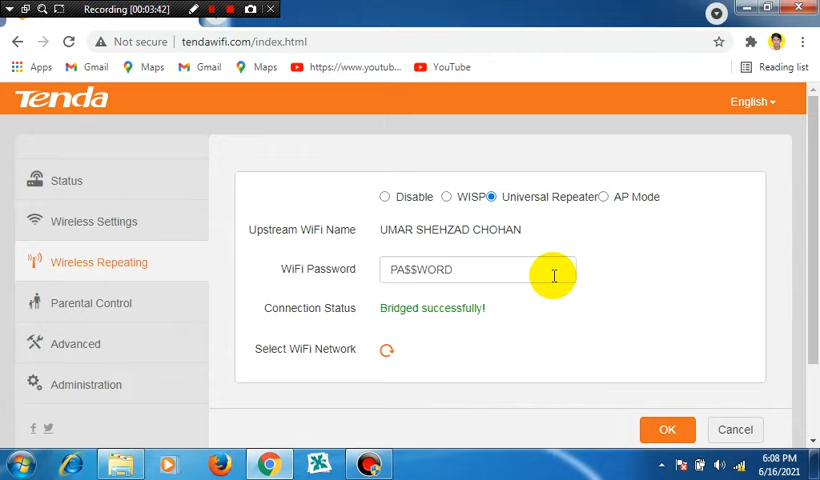 Recording [00:03:42]
Not secure | tendawifi.com/index.html
Apps Gmail Maps Gmail Maps https://www.youtub... YouTube Reading list
Tenda
English
Status
Wireless Settings
Wireless Repeating
Parental Control
Advanced
Administration
Disable WISP Universal Repeater AP Mode
Upstream WiFi Name UMAR SHEHZAD CHOHAN
WiFi Password PA$$WORD
Connection Status Bridged successfully!
Select WiFi Network
OK Cancel
6:08 PM
6/16/2021